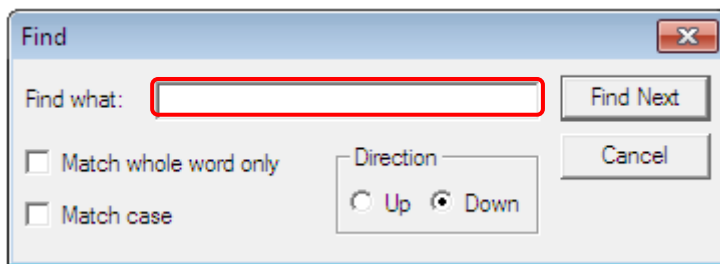 Find
Find what:
Find Next
Match whole word only
Direction
Cancel
Match case
Up
Down